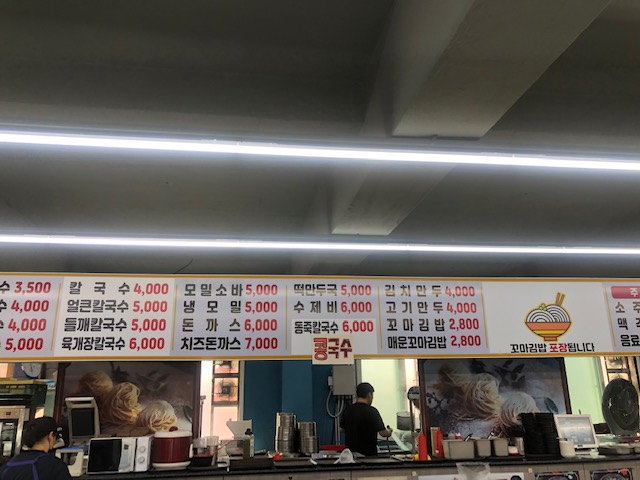 수 3,500
수 4,000
수 4,000
수 5,000
칼국수 4,000
얼큰칼국수 5,000
들깨칼국수 5,000
육개장칼국수 6,000
모밀소바 5,000
냉모밀 5,000
돈까스 6,000
치즈돈까스 7,000
떡만두국 5,000
수제비 6,000
동죽칼국수 6,000
콩국수
김치만두 4,000
고기만두 4,000
꼬마김밥 2,800
매운꼬마김밥 2,800
꼬마김밥 포장됩니다
주
소주
맥
음료